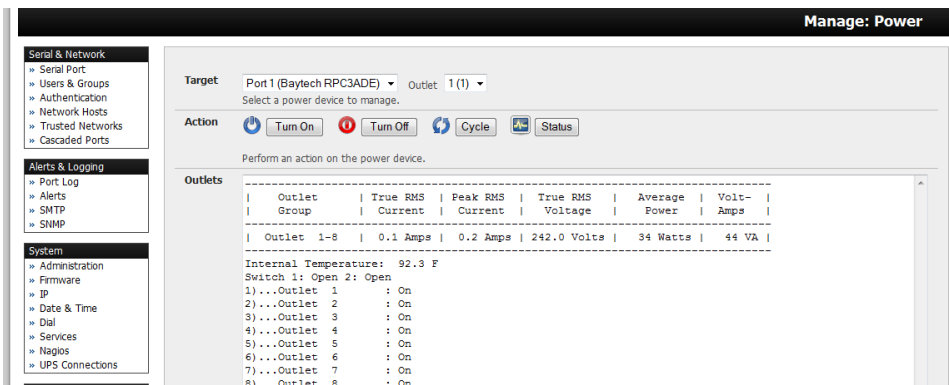 Manage: Power
Serial & Network
» Serial Port
» Users & Groups
» Authentication
» Network Hosts
» Trusted Networks
» Cascaded Ports
Alerts & Logging
» Port Log
» Alerts
» SMTP
» SNMP
System
» Administration
» Firmware
» IP
» Date & Time
» Dial
» Services
» Nagios
» UPS Connections
Target Port 1 (Baytech RPC3ADE) Outlet 1 (1)
Select a power device to manage.
Action Turn On Turn Off Cycle Status
Perform an action on the power device.
Outlets
--------------------------------------------------------------------------------
| Outlet | True RMS | Peak RMS | True RMS | Average | Volt- |
| Group | Current | Current | Voltage | Power | Amps |
--------------------------------------------------------------------------------
| Outlet 1-8 | 0.1 Amps | 0.2 Amps | 242.0 Volts | 34 Watts | 44 VA |
--------------------------------------------------------------------------------
Internal Temperature: 92.3 F
Switch 1: Open 2: Open
1)...Outlet 1 : On
2)...Outlet 2 : On
3)...Outlet 3 : On
4)...Outlet 4 : On
5)...Outlet 5 : On
6)...Outlet 6 : On
7)...Outlet 7 : On
8)...Outlet 8 : On